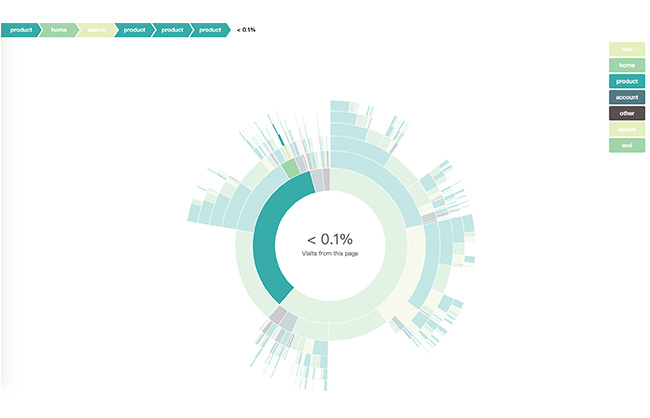 product home search product product product < 0.1%
root
home
product
account
other
search
end
< 0.1%
Visits from this page